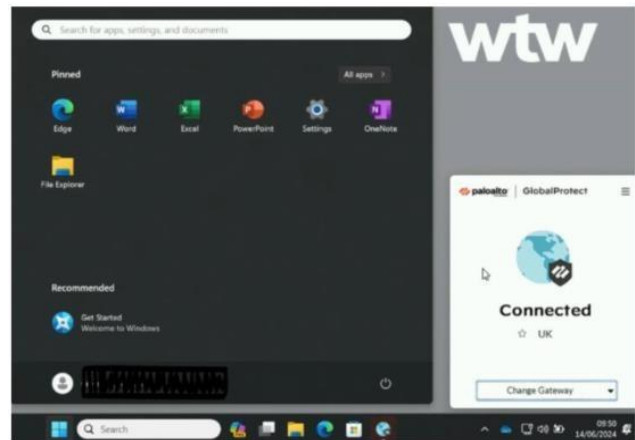 Search for apps, settings, and documents
wtw
Pinned
All apps >
Edge
Word
Excel
PowerPoint
Settings
OneNote
File Explorer
paloalto | GlobalProtect
Connected
UK
Change Gateway
Recommended
Get Started
Welcome to Windows
Search
09:50
14/06/2024